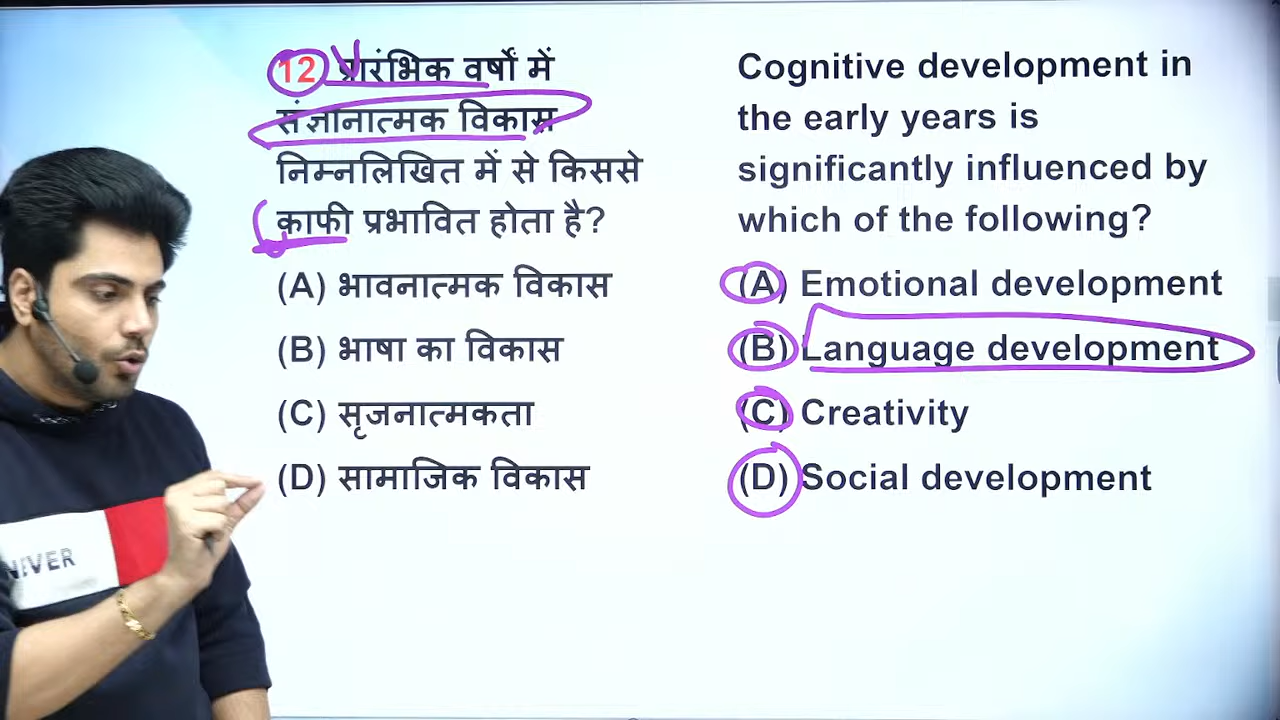 12 प्रारंभिक वर्षों में
संज्ञानात्मक विकास
निम्नलिखित में से किससे
काफी प्रभावित होता है?
(A) भावनात्मक विकास
(B) भाषा का विकास
(C) सृजनात्मकता
(D) सामाजिक विकास
Cognitive development in
the early years is
significantly influenced by
which of the following?
(A) Emotional development
(B) Language development
(C) Creativity
(D) Social development
NEVER